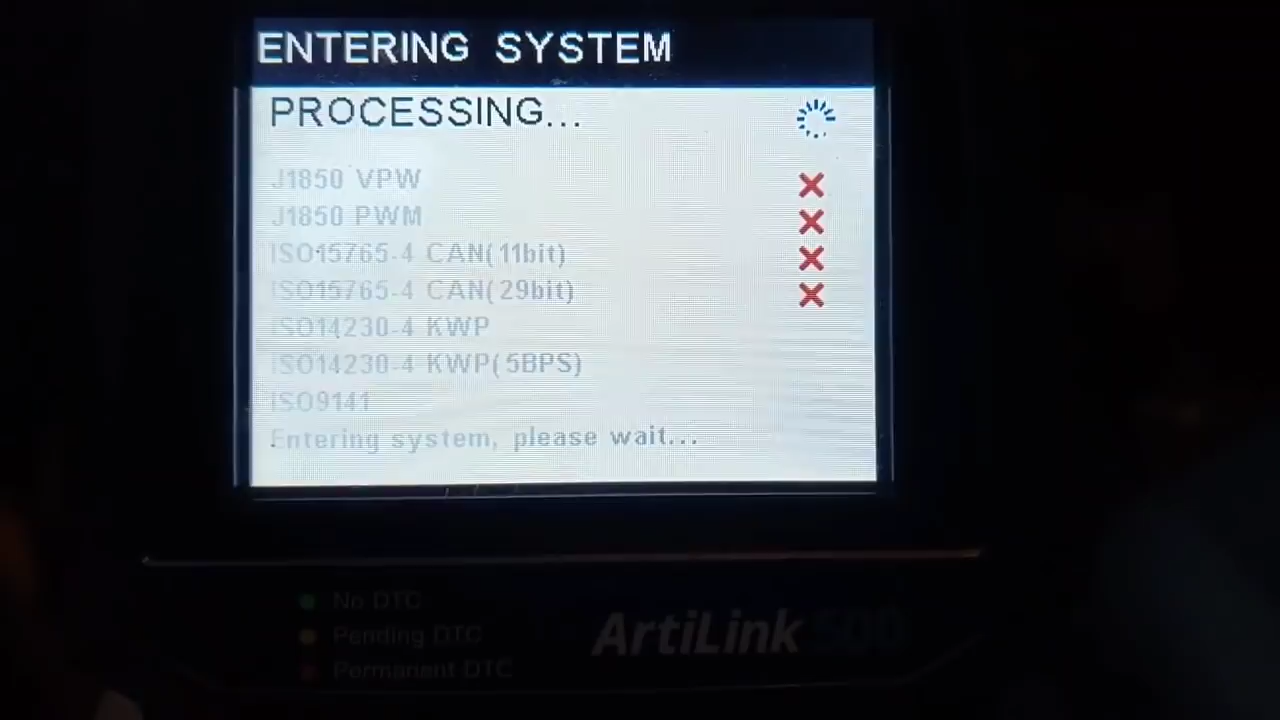 ENTERING SYSTEM
PROCESSING...
J1850 VPW
J1850 PWM
ISO15765-4 CAN(11bit)
ISO15765-4 CAN(29bit)
ISO14230-4 KWP
ISO14230-4 KWP(5BPS)
ISO9141
Entering system, please wait...
No DTC
Pending DTC
Permanent DTC
ArtiLink500